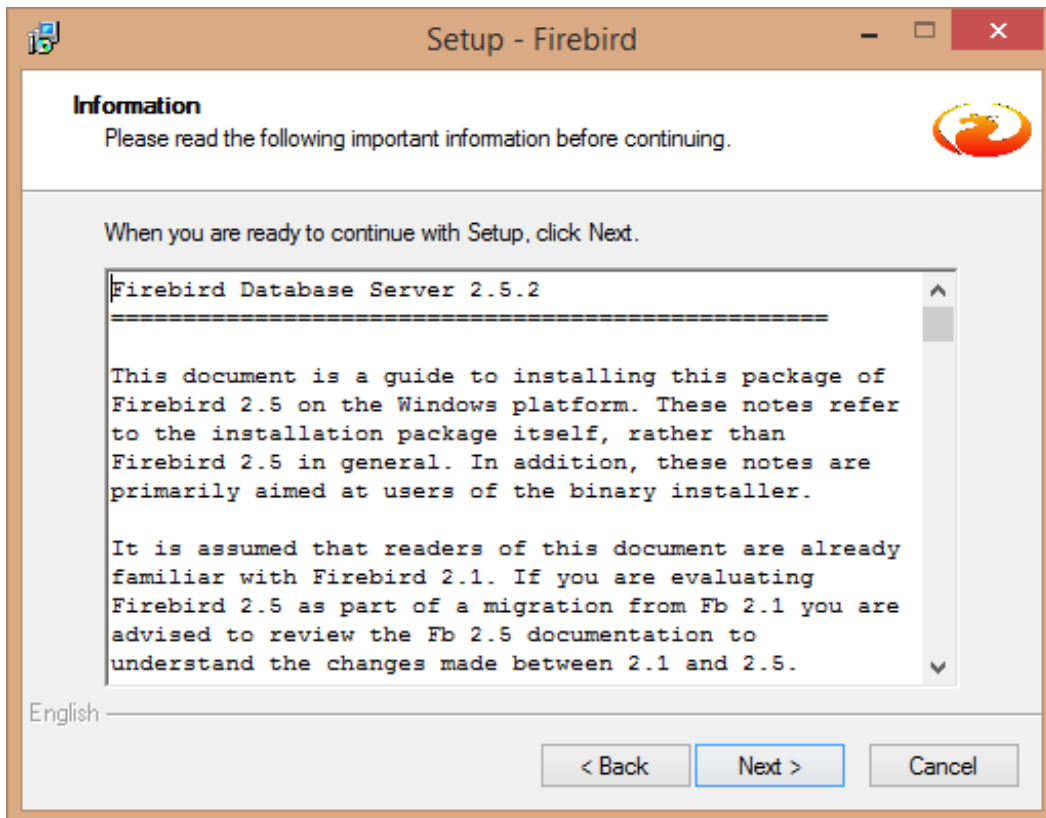 Setup - Firebird
Information
Please read the following important information before continuing.
When you are ready to continue with Setup, click Next.
Firebird Database Server 2.5.2
==================================================
This document is a guide to installing this package of
Firebird 2.5 on the Windows platform. These notes refer
to the installation package itself, rather than
Firebird 2.5 in general. In addition, these notes are
primarily aimed at users of the binary installer.
It is assumed that readers of this document are already
familiar with Firebird 2.1. If you are evaluating
Firebird 2.5 as part of a migration from Fb 2.1 you are
advised to review the Fb 2.5 documentation to
understand the changes made between 2.1 and 2.5.
English
< Back
Next >
Cancel